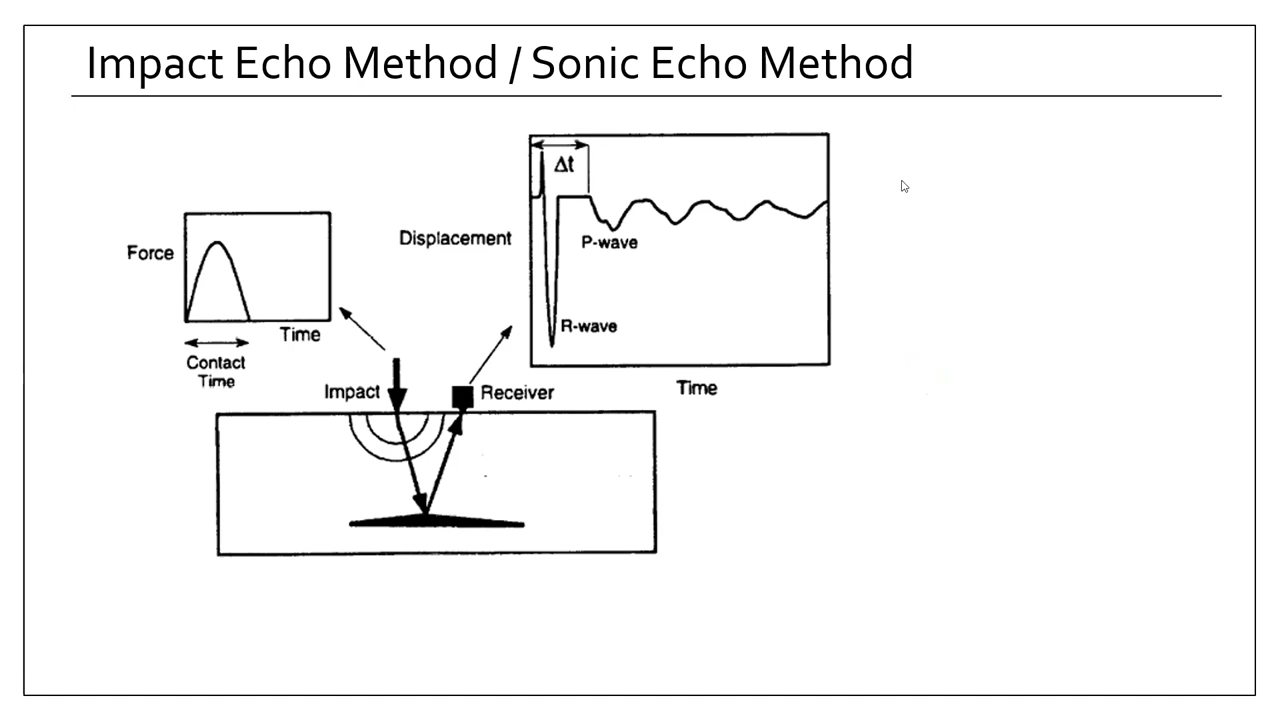 Impact Echo Method / Sonic Echo Method
Δt
Displacement
P-wave
Force
R-wave
Time
Contact
Time
Impact
Receiver
Time